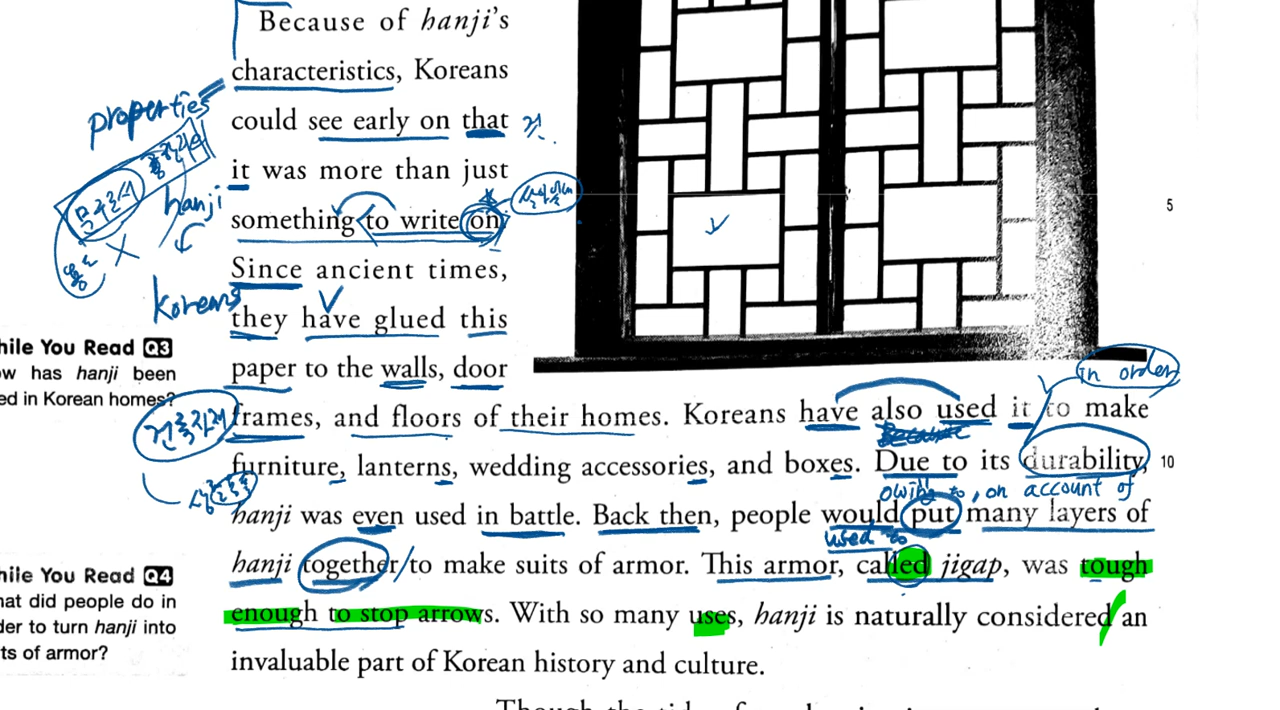 Because of hanji's
characteristics, Koreans
properties
could see early on that 것.
it was more than just
hanji
something to write on
Since ancient times,
Koreans
they have glued this
hile You Read Q3
ow has hanji been
ed in Korean homes?
paper to the walls, door
in order
frames, and floors of their homes. Koreans have also used it to make
furniture, lanterns, wedding accessories, and boxes. Due to its durability,
owing to, on account of
hanji was even used in battle. Back then, people would put many layers of
used to
hile You Read Q4
hat did people do in
der to turn hanji into
ts of armor?
hanji together/to make suits of armor. This armor, called jigap, was tough
enough to stop arrows. With so many uses, hanji is naturally considered/an
invaluable part of Korean history and culture.
5
10